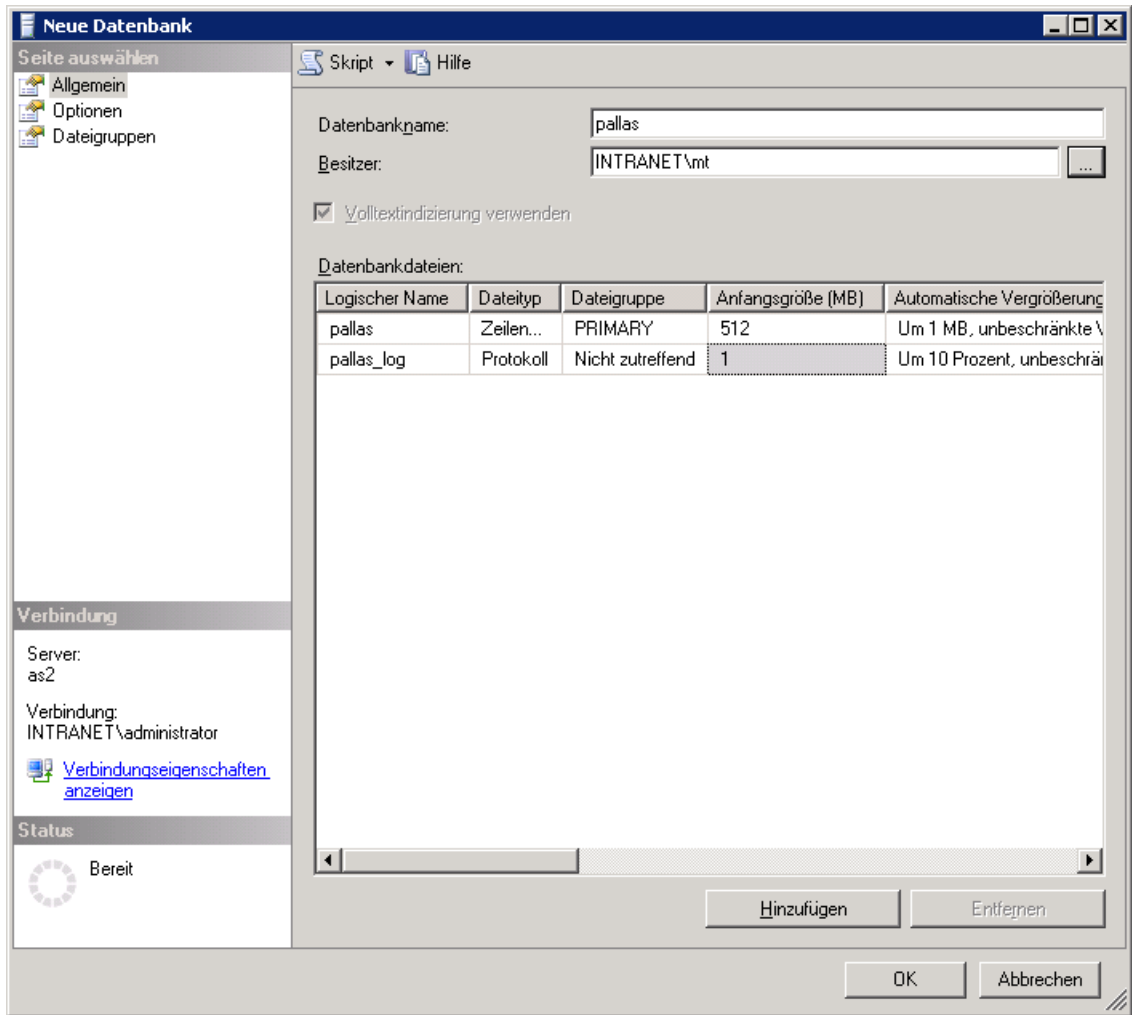 Neue Datenbank
Seite auswählen
Allgemein
Optionen
Dateigruppen
Skript Hilfe
Datenbankname: pallas
Besitzer: INTRANET\mt ...
Volltextindizierung verwenden
Datenbankdateien:
Logischer Name Dateityp Dateigruppe Anfangsgröße (MB) Automatische Vergrößerung
pallas Zeilen... PRIMARY 512 Um 1 MB, unbeschränkte
pallas_log Protokoll Nicht zutreffend 1 Um 10 Prozent,
Verbindung
Server:
as2
Verbindung:
INTRANET\administrator
Verbindungseigenschaften
anzeigen
Status
Bereit
Hinzufügen Entfernen
OK Abbrechen